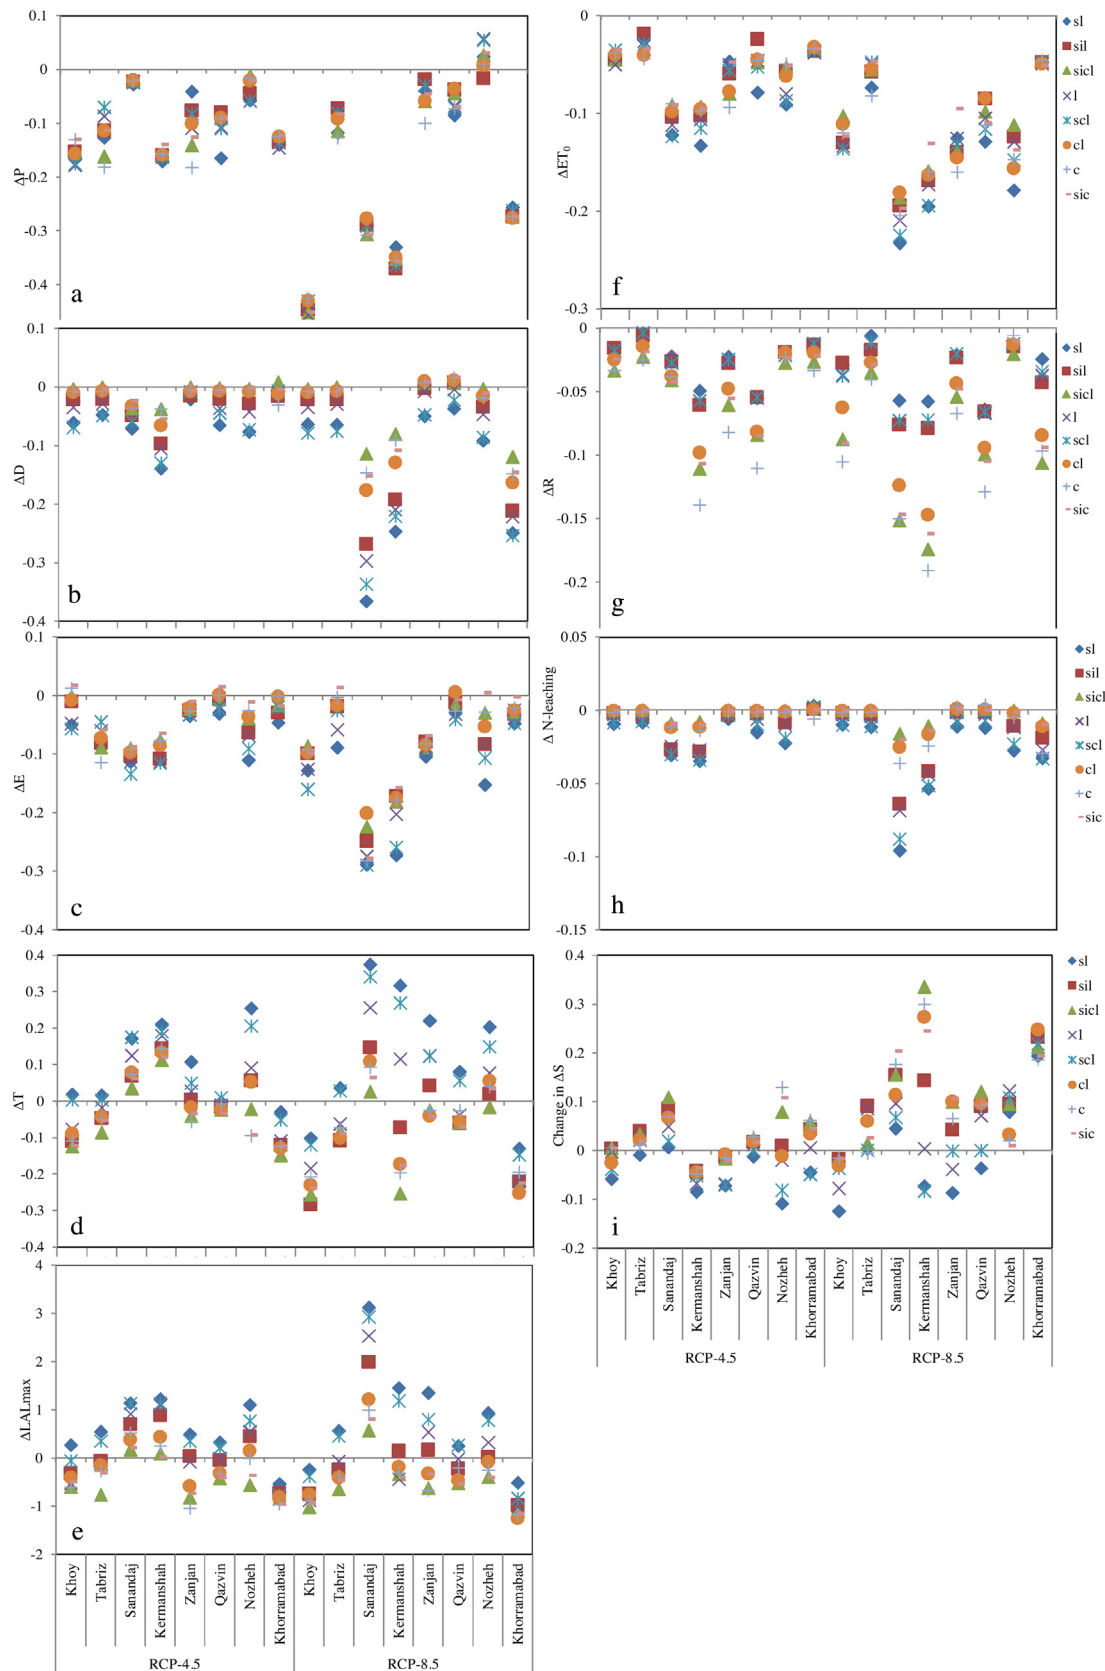 0.1
0
-0.1
-0.2
-0.3
-0.4
ΔP
a
0
-0.1
-0.2
-0.3
ΔET0
f
sl
sil
sicl
l
scl
cl
c
sic
0.1
0
-0.1
-0.2
-0.3
-0.4
ΔD
b
0
-0.05
-0.1
-0.15
-0.2
ΔR
g
sl
sil
sicl
l
scl
cl
c
sic
0.1
0
-0.1
-0.2
-0.3
-0.4
ΔE
c
0.05
0
-0.05
-0.1
-0.15
Δ N-leaching
h
sl
sil
sicl
l
scl
cl
c
sic
0.4
0.3
0.2
0.1
0
-0.1
-0.2
-0.3
-0.4
ΔT
d
0.4
0.3
0.2
0.1
0
-0.1
-0.2
Change in ΔS
i
sl
sil
sicl
l
scl
cl
c
sic
Khoy
Tabriz
Sanandaj
Kermanshah
Zanjan
Qazvin
Nozheh
Khorramabad
Khoy
Tabriz
Sanandaj
Kermanshah
Zanjan
Qazvin
Nozheh
Khorramabad
RCP-4.5 RCP-8.5
4
3
2
1
0
-1
-2
ΔLALmax
e
Khoy
Tabriz
Sanandaj
Kermanshah
Zanjan
Qazvin
Nozheh
Khorramabad
Khoy
Tabriz
Sanandaj
Kermanshah
Zanjan
Qazvin
Nozheh
Khorramabad
RCP-4.5 RCP-8.5